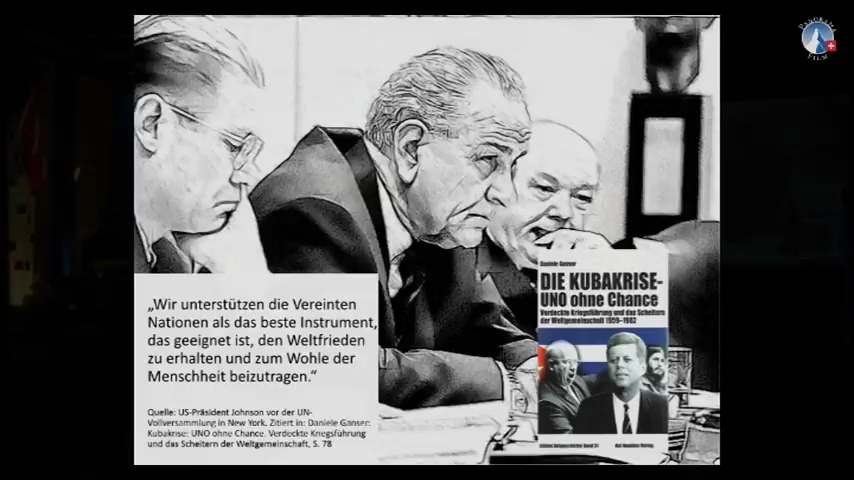 PANORAMA
FILM
„Wir unterstützen die Vereinten
Nationen als das beste Instrument,
das geeignet ist, den Weltfrieden
zu erhalten und zum Wohle der
Menschheit beizutragen.“
Quelle: US-Präsident Johnson vor der UN-
Vollversammlung in New York. Zitiert in: Daniele Ganser:
Kubakrise: UNO ohne Chance. Verdeckte Kriegsführung
und das Scheitern der Weltgemeinschaft, S. 78
Daniele Ganser
DIE KUBAKRISE-
UNO ohne Chance
Verdeckte Kriegsführung und das Scheitern
der Weltgemeinschaft 1959–1962